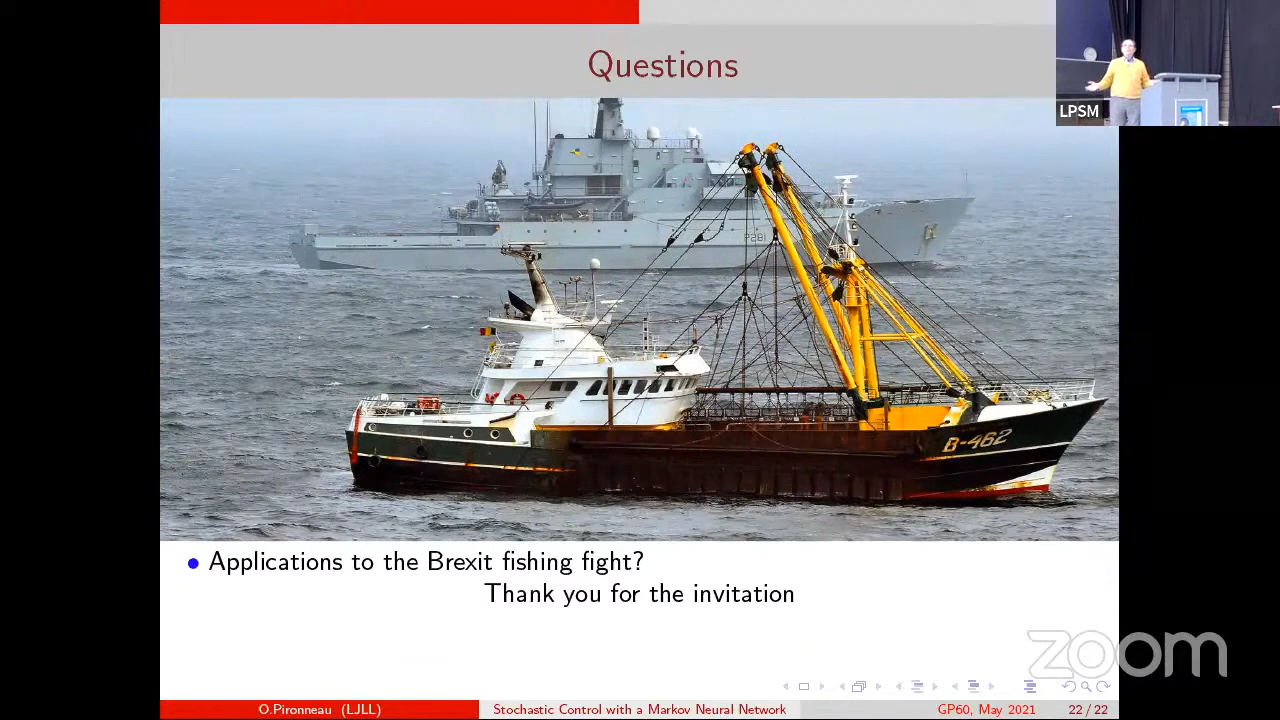 Questions
LPSM
P281
B-462
Applications to the Brexit fishing fight?
Thank you for the invitation
zoom
O.Pironneau (LJLL)
Stochastic Control with a Markov Neural Network
GP60, May 2021
22 / 22